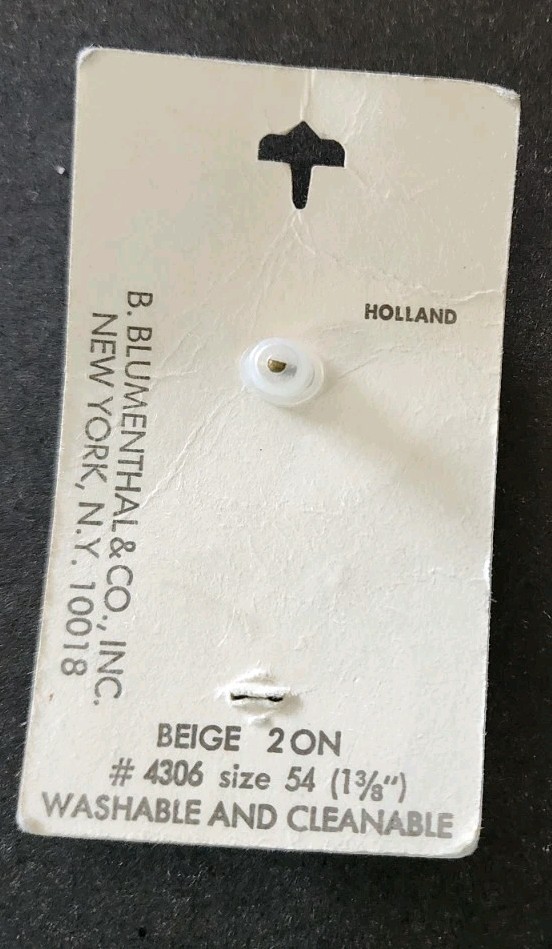 HOLLAND
B. BLUMENTHAL & CO., INC.
NEW YORK, N.Y. 10018
BEIGE 2 ON
# 4306 size 54 (1⅜")
WASHABLE AND CLEANABLE